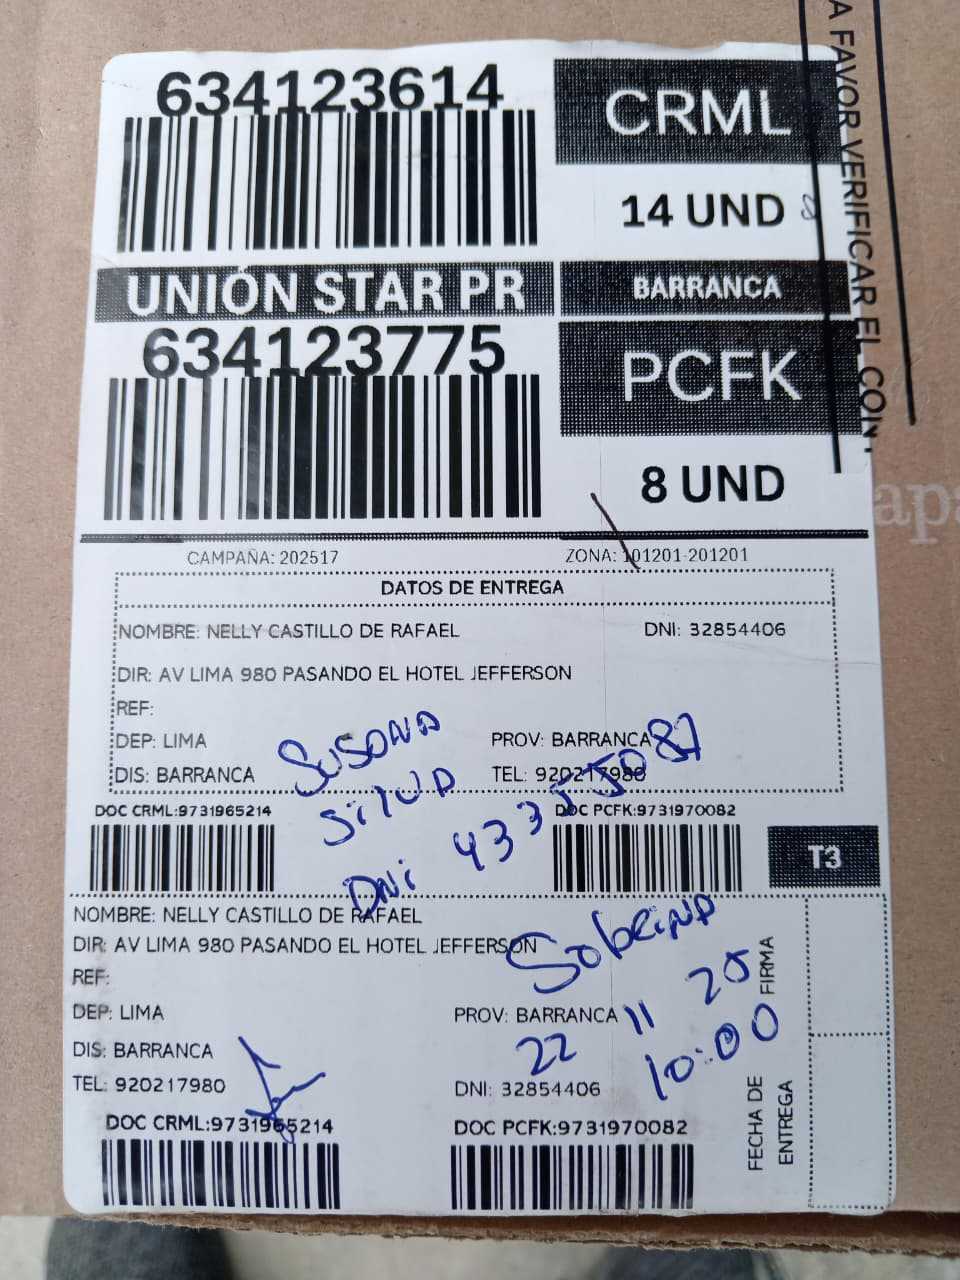 634123614
CRML
14 UND
A FAVOR VERIFICAR EL CON
UNIÓN STAR PR
BARRANCA
634123775
PCFK
8 UND
CAMPAÑA: 202517
ZONA: 101201-201201
DATOS DE ENTREGA
NOMBRE: NELLY CASTILLO DE RAFAEL
DNI: 32854406
DIR: AV LIMA 980 PASANDO EL HOTEL JEFFERSON
REF:
DEP: LIMA
PROV: BARRANCA
DIS: BARRANCA
TEL: 920217980
Susana
Silva
DNi 43355087
DOC CRML:9731965214
DOC PCFK:9731970082
T3
NOMBRE: NELLY CASTILLO DE RAFAEL
DIR: AV LIMA 980 PASANDO EL HOTEL JEFFERSON
REF:
DEP: LIMA
PROV: BARRANCA
DIS: BARRANCA
TEL: 920217980
DNI: 32854406
Sobrina
22 11 25
10:00
FIRMA
FECHA DE
ENTREGA
DOC CRML:9731965214
DOC PCFK:9731970082